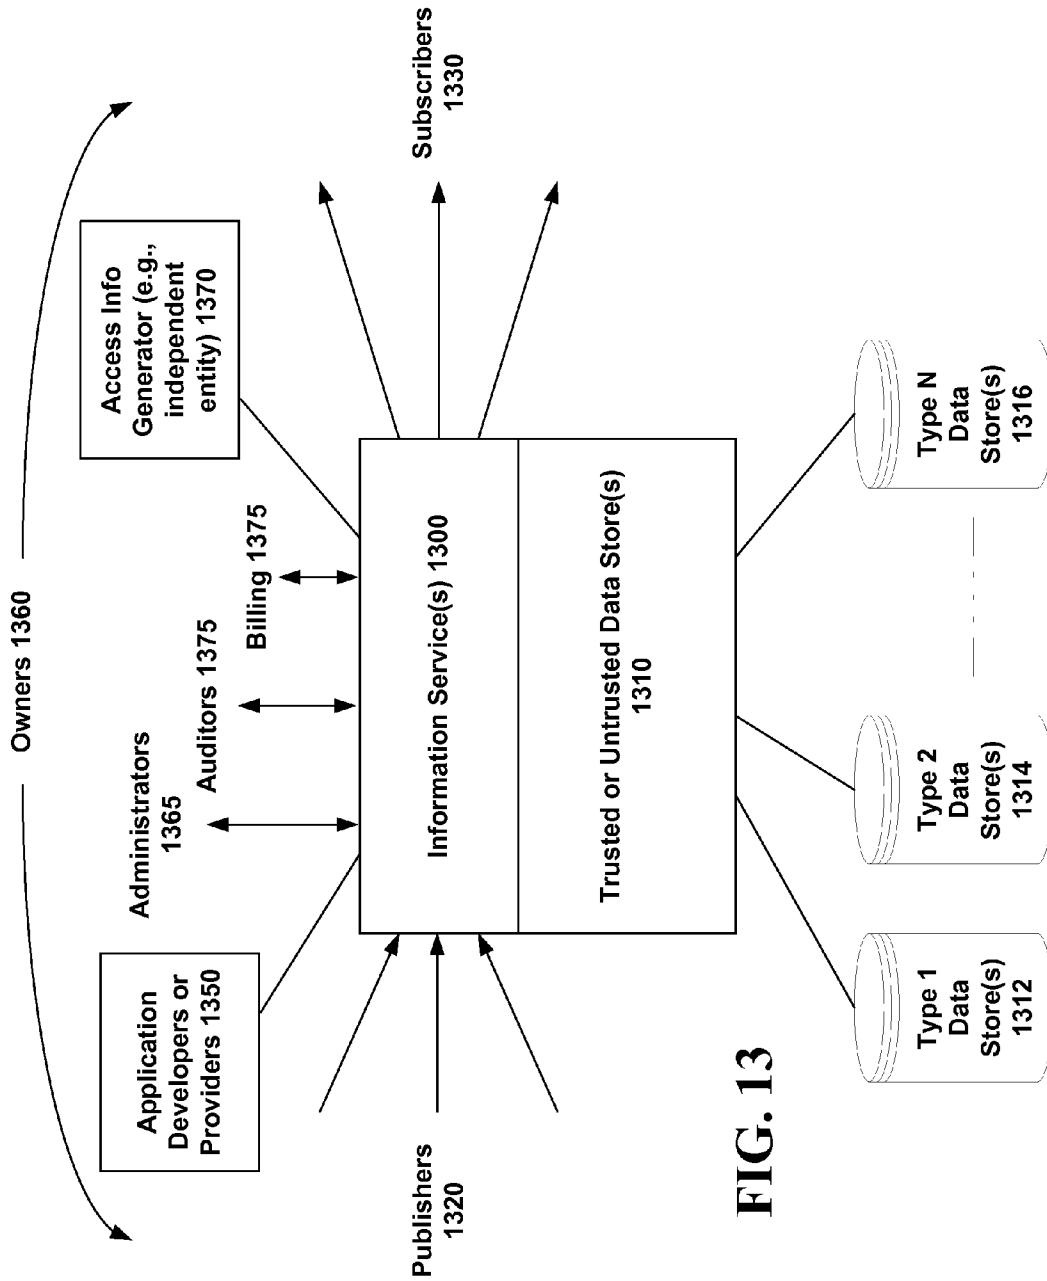 Owners 1360
Application
Developers or
Providers 1350
Administrators
1365
Auditors 1375
Billing 1375
Access Info
Generator (e.g.,
independent
entity) 1370
Publishers
1320
Information Service(s) 1300
Subscribers
1330
Trusted or Untrusted Data Store(s)
1310
FIG. 13
Type 1
Data
Store(s)
1312
Type 2
Data
Store(s)
1314
Type N
Data
Store(s)
1316